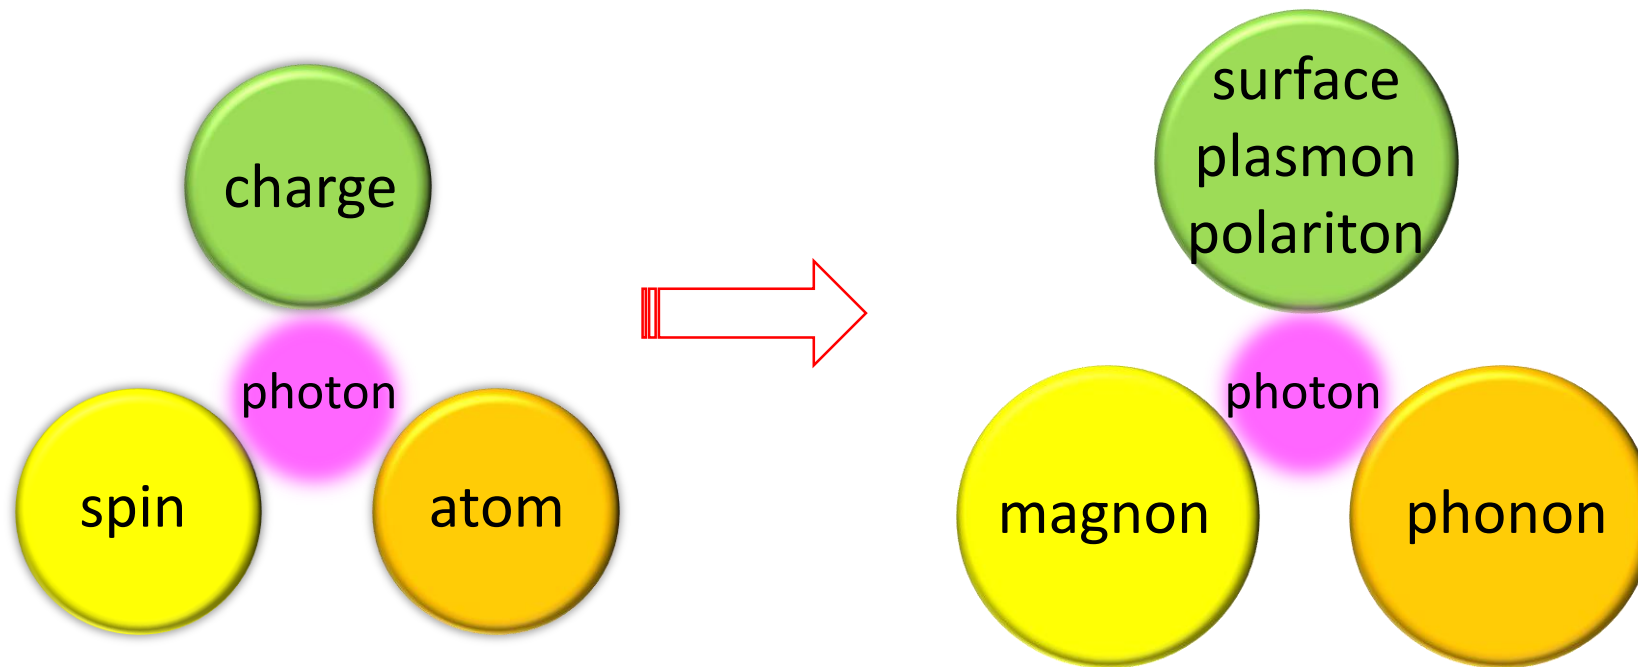 charge
photon
spin
atom
surface
plasmon
polariton
photon
magnon
phonon